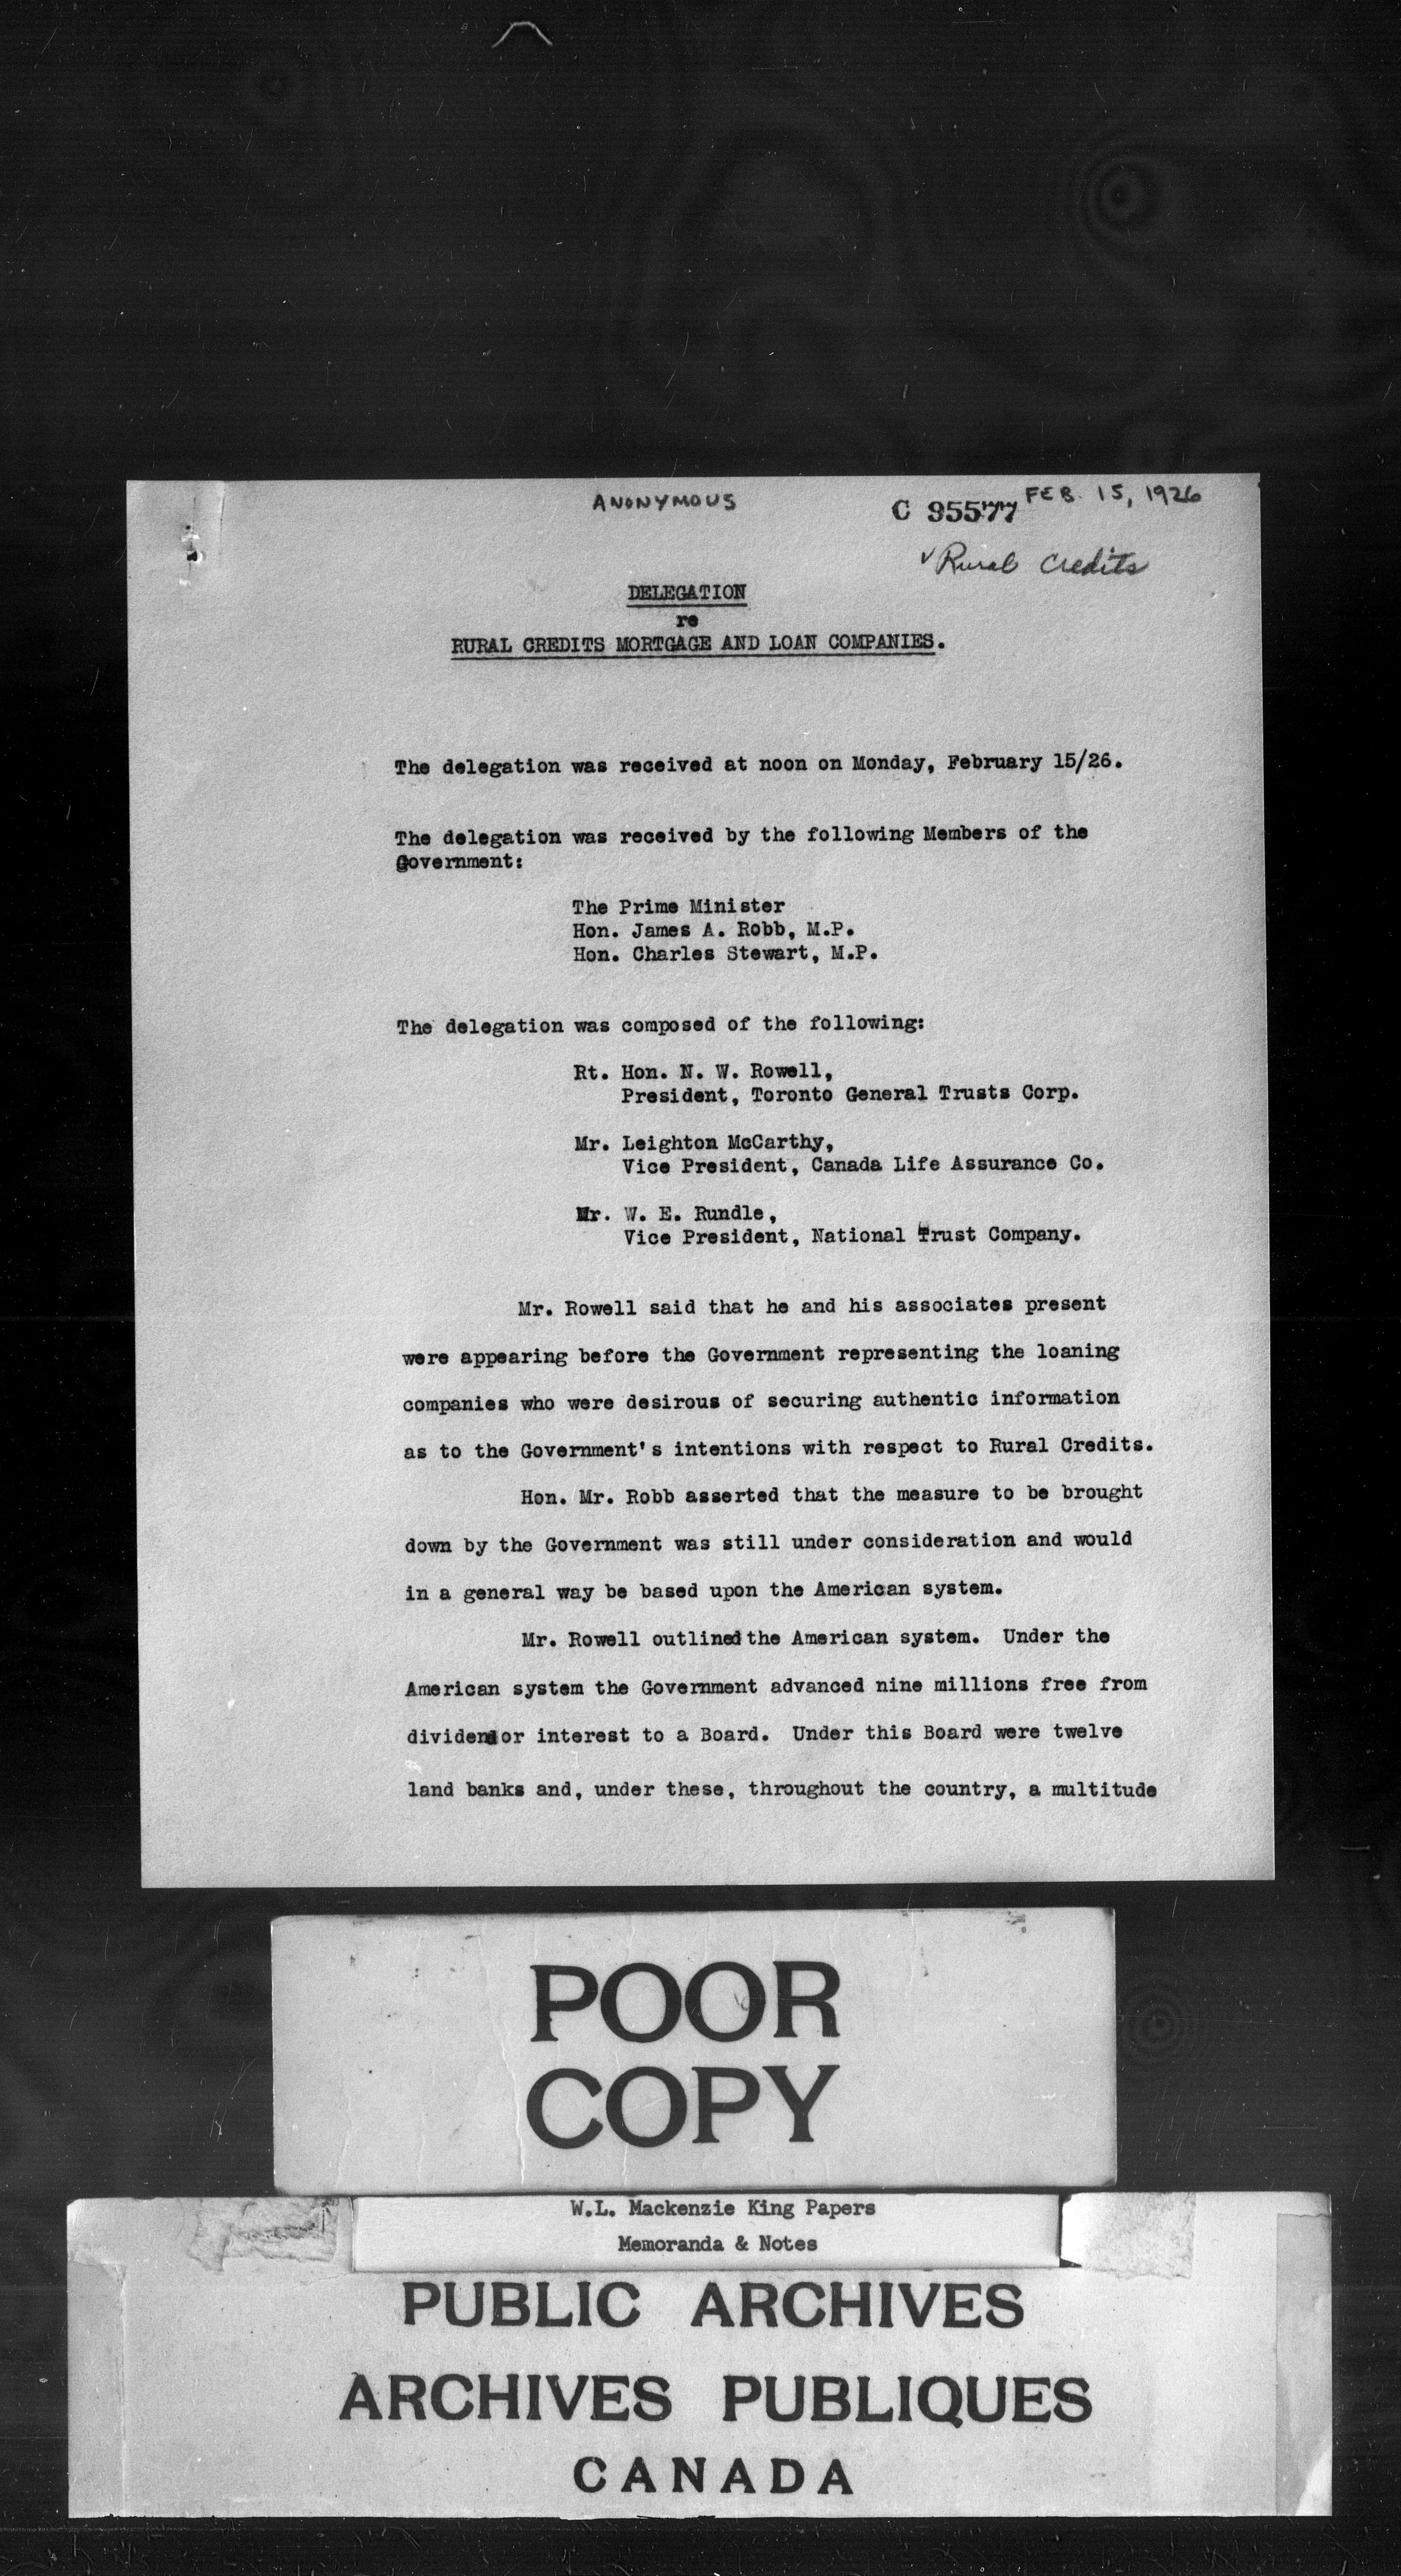 ANONYMOUS
C 95577 FEB. 15, 1926
✓ Rural Credits
DELEGATION
re
RURAL CREDITS MORTGAGE AND LOAN COMPANIES.
The delegation was received at noon on Monday, February 15/26.
The delegation was received by the following Members of the
Government:
The Prime Minister
Hon. James A. Robb, M.P.
Hon. Charles Stewart, M.P.
The delegation was composed of the following:
Rt. Hon. N. W. Rowell,
President, Toronto General Trusts Corp.
Mr. Leighton McCarthy,
Vice President, Canada Life Assurance Co.
Mr. W. E. Rundle,
Vice President, National Trust Company.
Mr. Rowell said that he and his associates present
were appearing before the Government representing the loaning
companies who were desirous of securing authentic information
as to the Government's intentions with respect to Rural Credits.
Hon. Mr. Robb asserted that the measure to be brought
down by the Government was still under consideration and would
in a general way be based upon the American system.
Mr. Rowell outlined the American system. Under the
American system the Government advanced nine millions free from
dividend or interest to a Board. Under this Board were twelve
land banks and, under these, throughout the country, a multitude
POOR
COPY
W.L. Mackenzie King Papers
Memoranda & Notes
PUBLIC ARCHIVES
ARCHIVES PUBLIQUES
CANADA